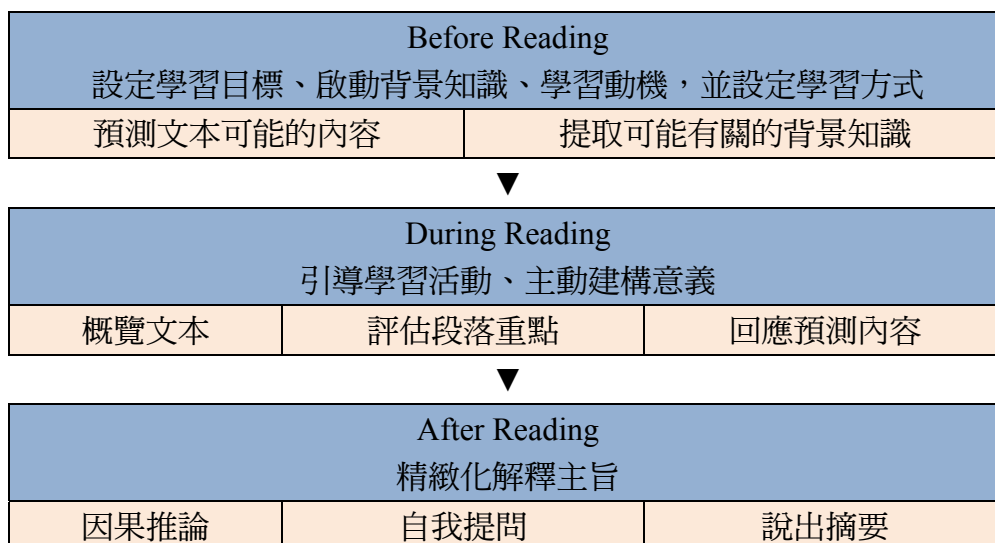 Before Reading
設定學習目標、啟動背景知識、學習動機，並設定學習方式
預測文本可能的內容
提取可能有關的背景知識
▼
During Reading
引導學習活動、主動建構意義
概覽文本
評估段落重點
回應預測內容
▼
After Reading
精緻化解釋主旨
因果推論
自我提問
說出摘要